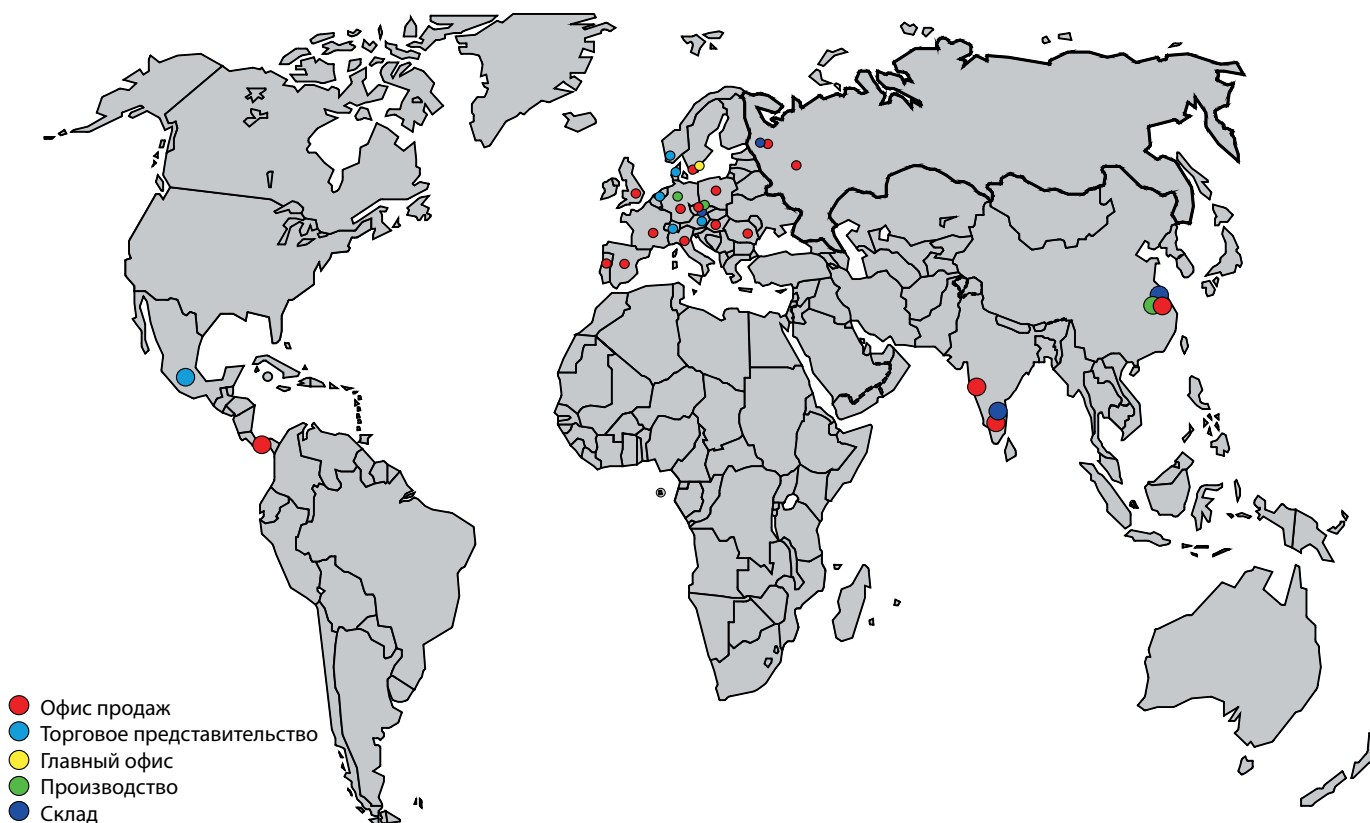 Офис продаж
Торговое представительство
Главный офис
Производство
Склад